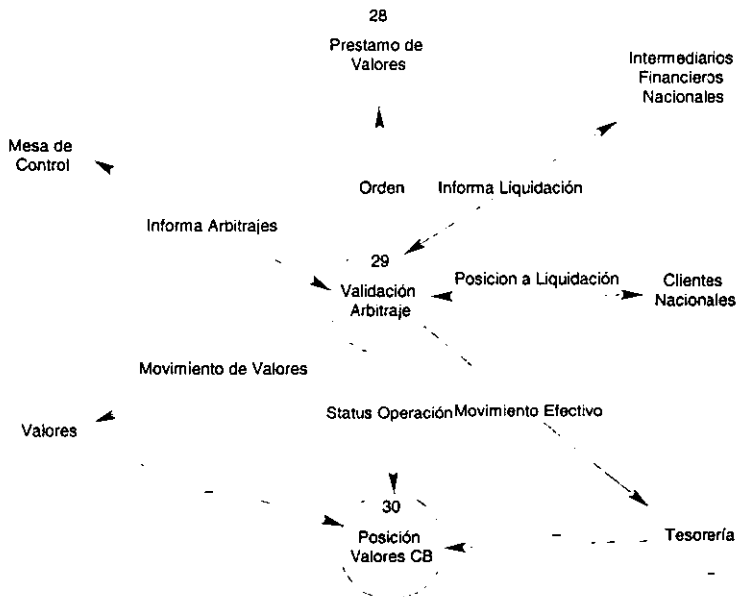 28
Prestamo de
Valores
Intermediarios
Financieros
Nacionales
Mesa de
Control
Orden
Informa Liquidación
Informa Arbitrajes
29
Validación
Arbitraje
Posicion a Liquidación
Clientes
Nacionales
Movimiento de Valores
Status Operación
Movimiento Efectivo
Valores
30
Posición
Valores CB
Tesorería